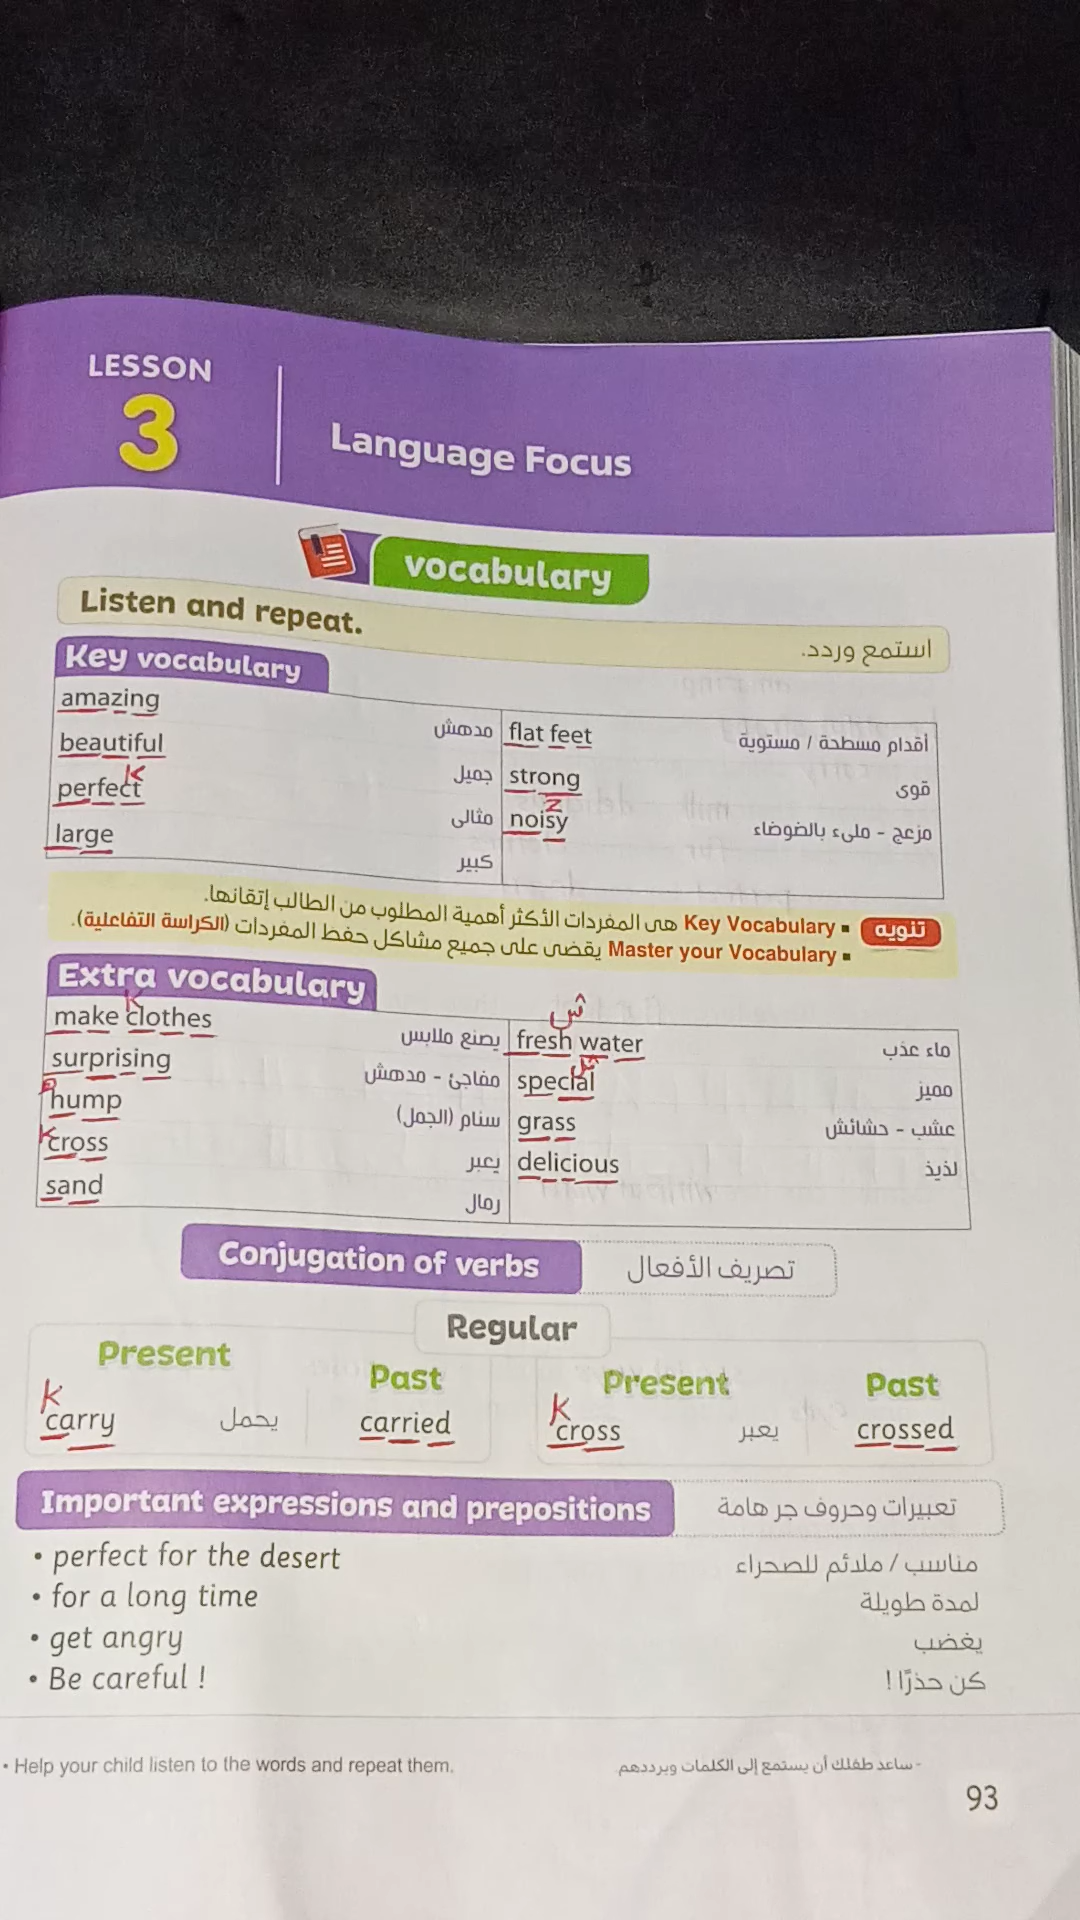 LESSON
3
Language Focus
vocabulary
Listen and repeat.
استمع وردد.
Key vocabulary
amazing مدهش
beautiful جميل
k
perfect مثالى
large كبير
flat feet أقدام مسطحة / مستوية
strong قوى
z
noisy مزعج - ملىء بالضوضاء
تنويه
▪ Key Vocabulary هى المفردات الأكثر أهمية المطلوب من الطالب إتقانها.
▪ Master your Vocabulary يقضى على جميع مشاكل حفظ المفردات (الكراسة التفاعلية).
Extra vocabulary
k
make clothes يصنع ملابس
surprising مفاجئ - مدهش
hump سنام (الجمل)
k
cross يعبر
sand رمال
ش
fresh water ماء عذب
ش
special مميز
grass عشب - حشائش
delicious لذيذ
Conjugation of verbs تصريف الأفعال
Regular
Present Past Present Past
k k
carry يحمل carried cross يعبر crossed
Important expressions and prepositions تعبيرات وحروف جر هامة
• perfect for the desert مناسب / ملائم للصحراء
• for a long time لمدة طويلة
• get angry يغضب
• Be careful ! كن حذرًا !
• Help your child listen to the words and repeat them. - ساعد طفلك أن يستمع إلى الكلمات ويرددهم.
93